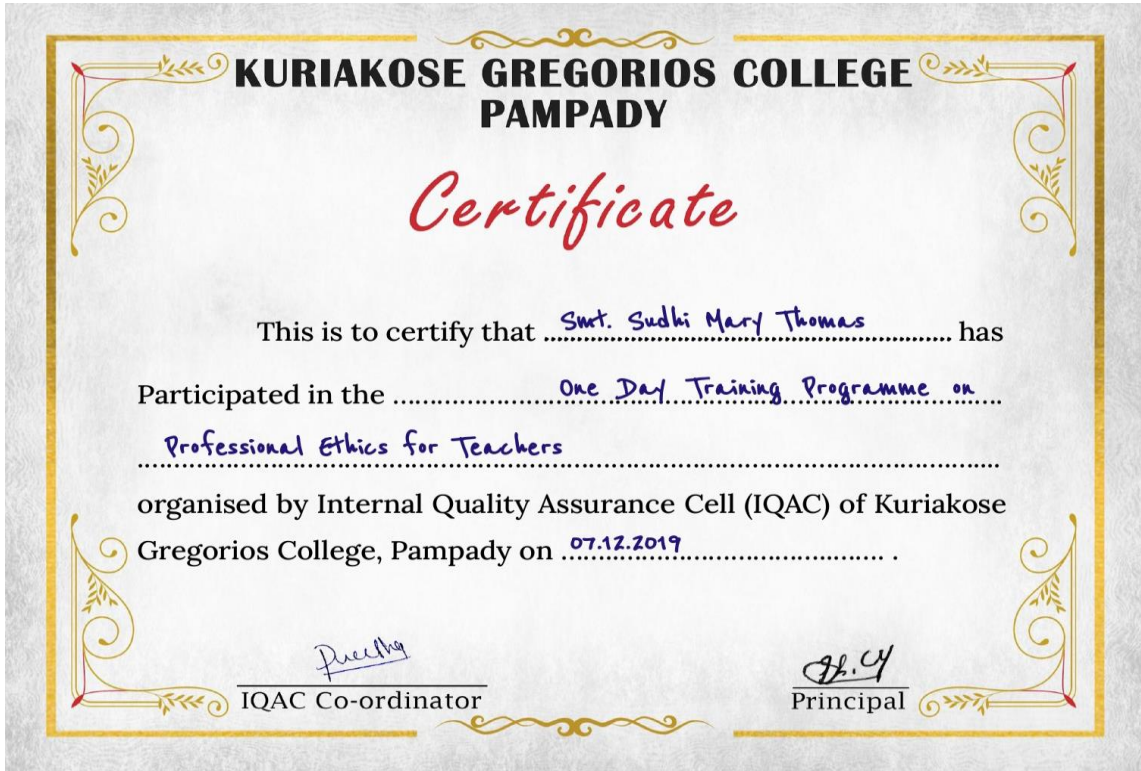 KURIAKOSE GREGORIOS COLLEGE
PAMPADY
Certificate
This is to certify that Smt. Sudhi Mary Thomas has
Participated in the One Day Training Programme on
Professional Ethics for Teachers
organised by Internal Quality Assurance Cell (IQAC) of Kuriakose
Gregorios College, Pampady on 07.12.2019 .
Preetha
IQAC Co-ordinator
Principal